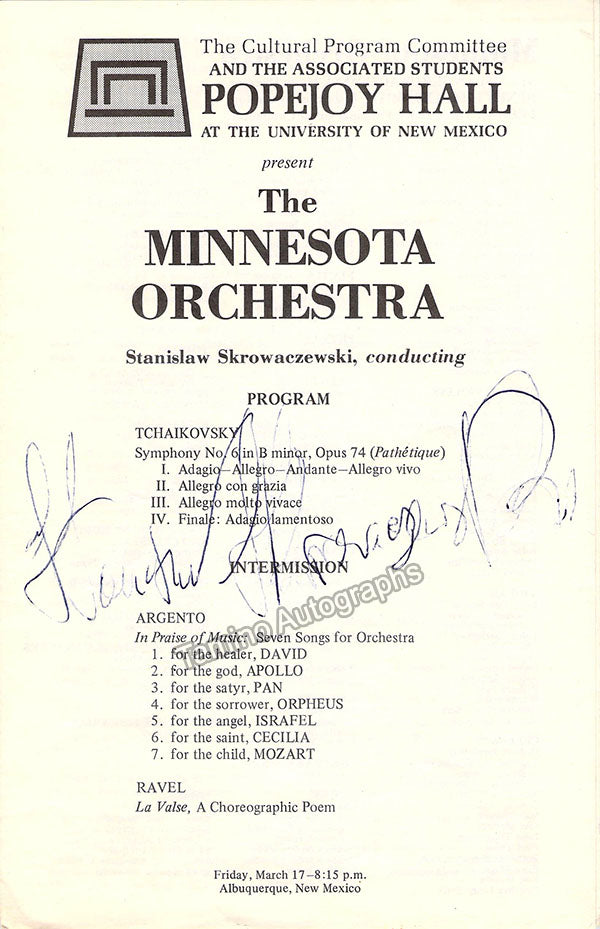 The Cultural Program Committee
AND THE ASSOCIATED STUDENTS
POPEJOY HALL
AT THE UNIVERSITY OF NEW MEXICO
present
The
MINNESOTA
ORCHESTRA
Stanislaw Skrowaczewski, conducting
PROGRAM
TCHAIKOVSKY
Symphony No. 6 in B minor, Opus 74 (Pathétique)
I. Adagio—Allegro—Andante—Allegro vivo
II. Allegro con grazia
III. Allegro molto vivace
IV. Finale: Adagio lamentoso
INTERMISSION
Tamino Autographs
ARGENTO
In Praise of Music: Seven Songs for Orchestra
1. for the healer, DAVID
2. for the god, APOLLO
3. for the satyr, PAN
4. for the sorrower, ORPHEUS
5. for the angel, ISRAFEL
6. for the saint, CECILIA
7. for the child, MOZART
RAVEL
La Valse, A Choreographic Poem
Friday, March 17—8:15 p.m.
Albuquerque, New Mexico